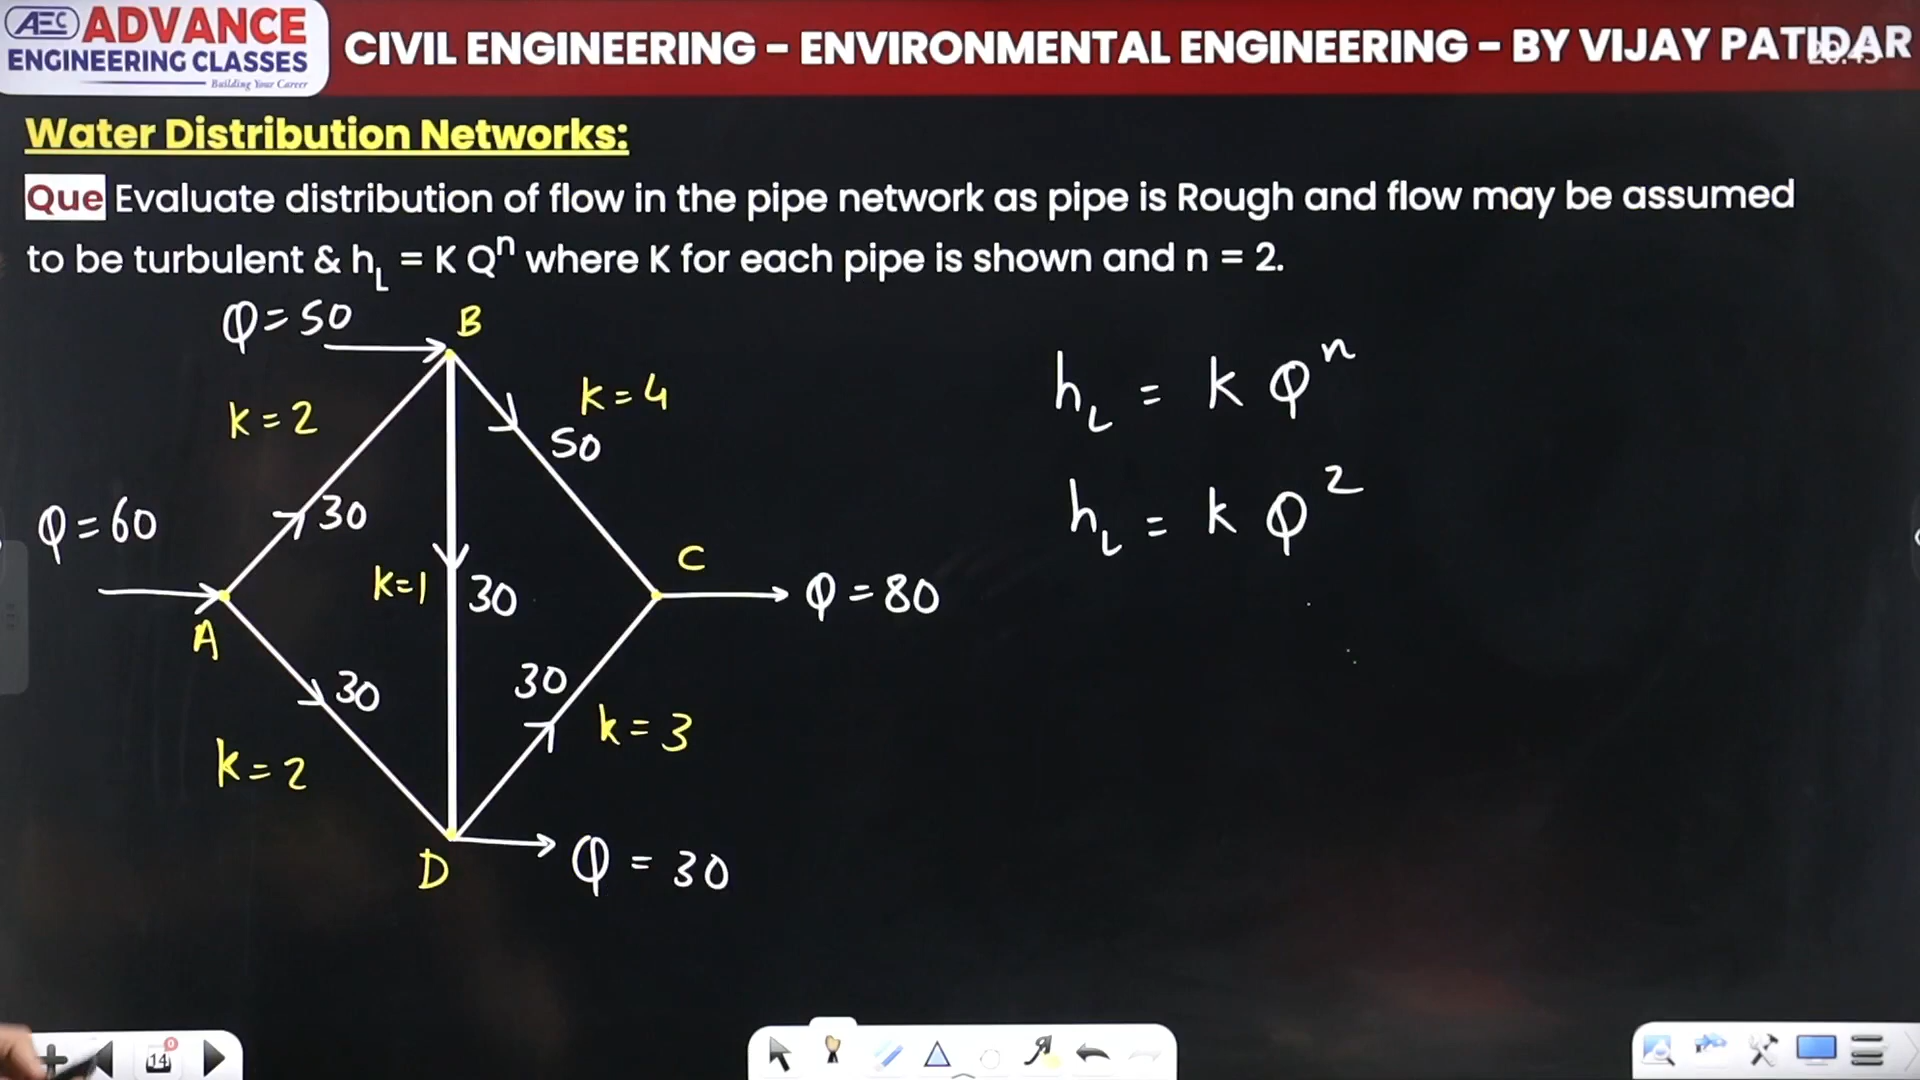 AEC ADVANCE
ENGINEERING CLASSES
Building Your Career
CIVIL ENGINEERING - ENVIRONMENTAL ENGINEERING - BY VIJAY PATIDAR
Water Distribution Networks:
Que Evaluate distribution of flow in the pipe network as pipe is Rough and flow may be assumed
to be turbulent & hL = K Qⁿ where K for each pipe is shown and n = 2.
Q = 50
B
k = 4
k = 2
50
30
Q = 60
k=1
30
C
Q = 80
A
30
30
k = 3
k = 2
D
Q = 30
hL = k Qⁿ
hL = k Q²
14
0